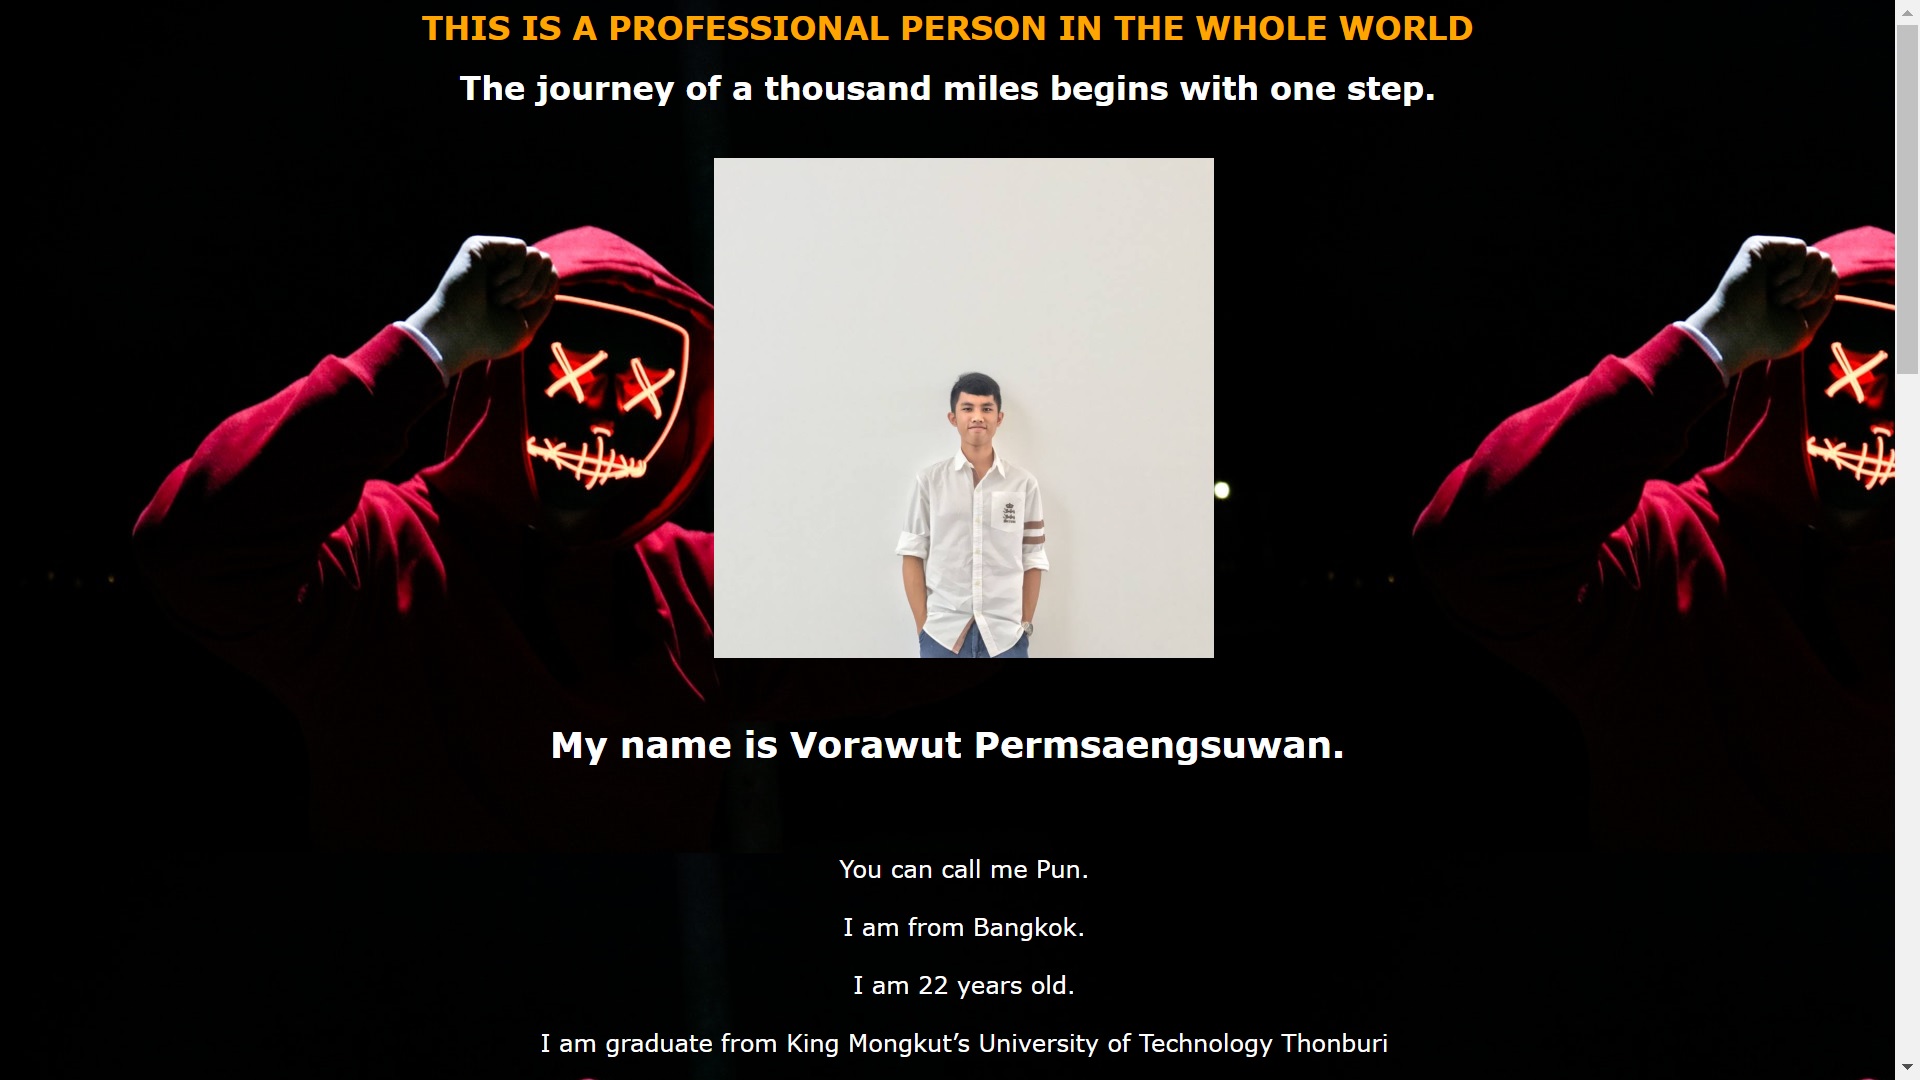 THIS IS A PROFESSIONAL PERSON IN THE WHOLE WORLD
The journey of a thousand miles begins with one step.
My name is Vorawut Permsaengsuwan.
You can call me Pun.
I am from Bangkok.
I am 22 years old.
I am graduate from King Mongkut’s University of Technology Thonburi